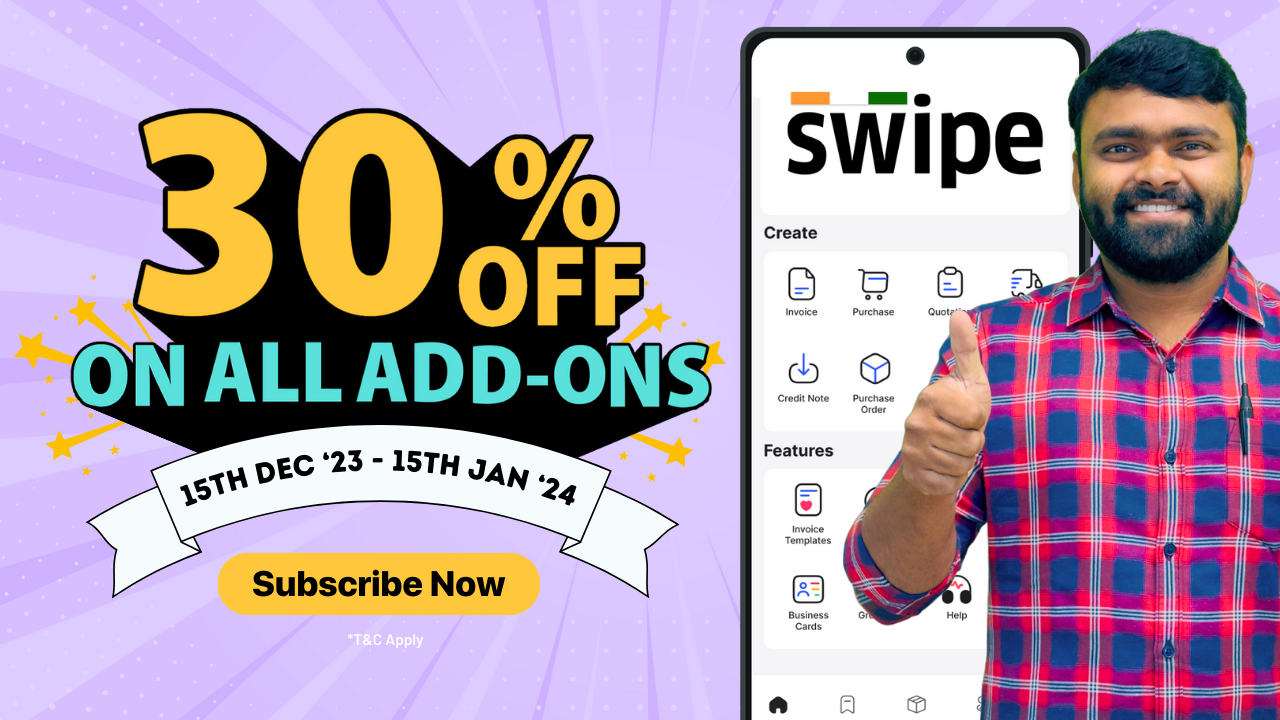 30%
OFF
ON ALL ADD-ONS
15TH DEC ‘23 - 15TH JAN ‘24
Subscribe Now
*T&C Apply
swipe
Create
Invoice
Purchase
Credit Note
Purchase
Order
Features
Invoice
Templates
Business
Cards
Help